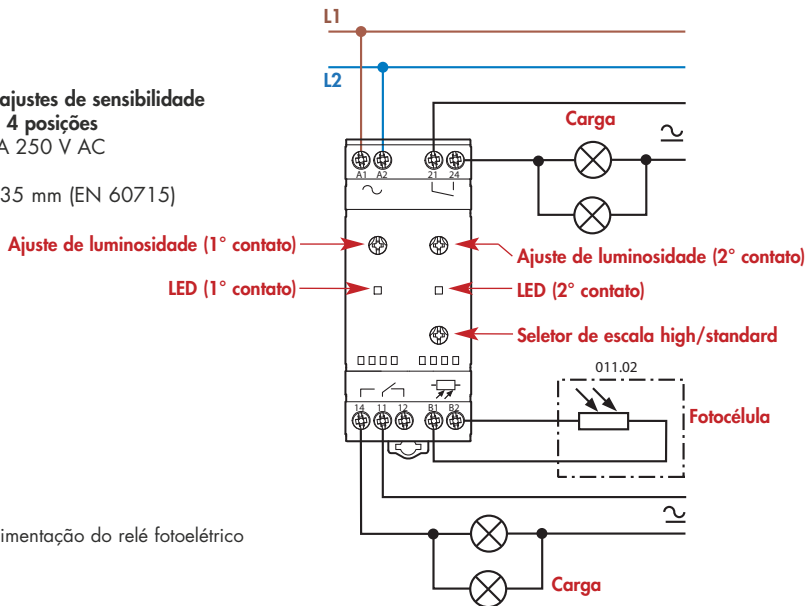 L1
L2
ajustes de sensibilidade
4 posições
A 250 V AC
35 mm (EN 60715)
Carga
A1 A2 21 24
Ajuste de luminosidade (1° contato)
Ajuste de luminosidade (2° contato)
LED (1° contato)
LED (2° contato)
Seletor de escala high/standard
011.02
14 11 12 B1 B2
Fotocélula
imentação do relé fotoelétrico
Carga